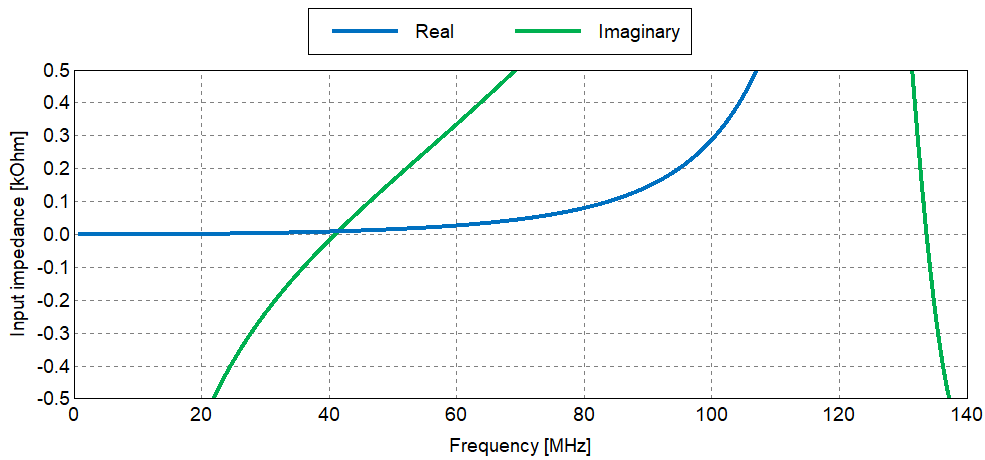 Real Imaginary
Input impedance [kOhm]
0.5
0.4
0.3
0.2
0.1
0.0
-0.1
-0.2
-0.3
-0.4
-0.5
0 20 40 60 80 100 120 140
Frequency [MHz]